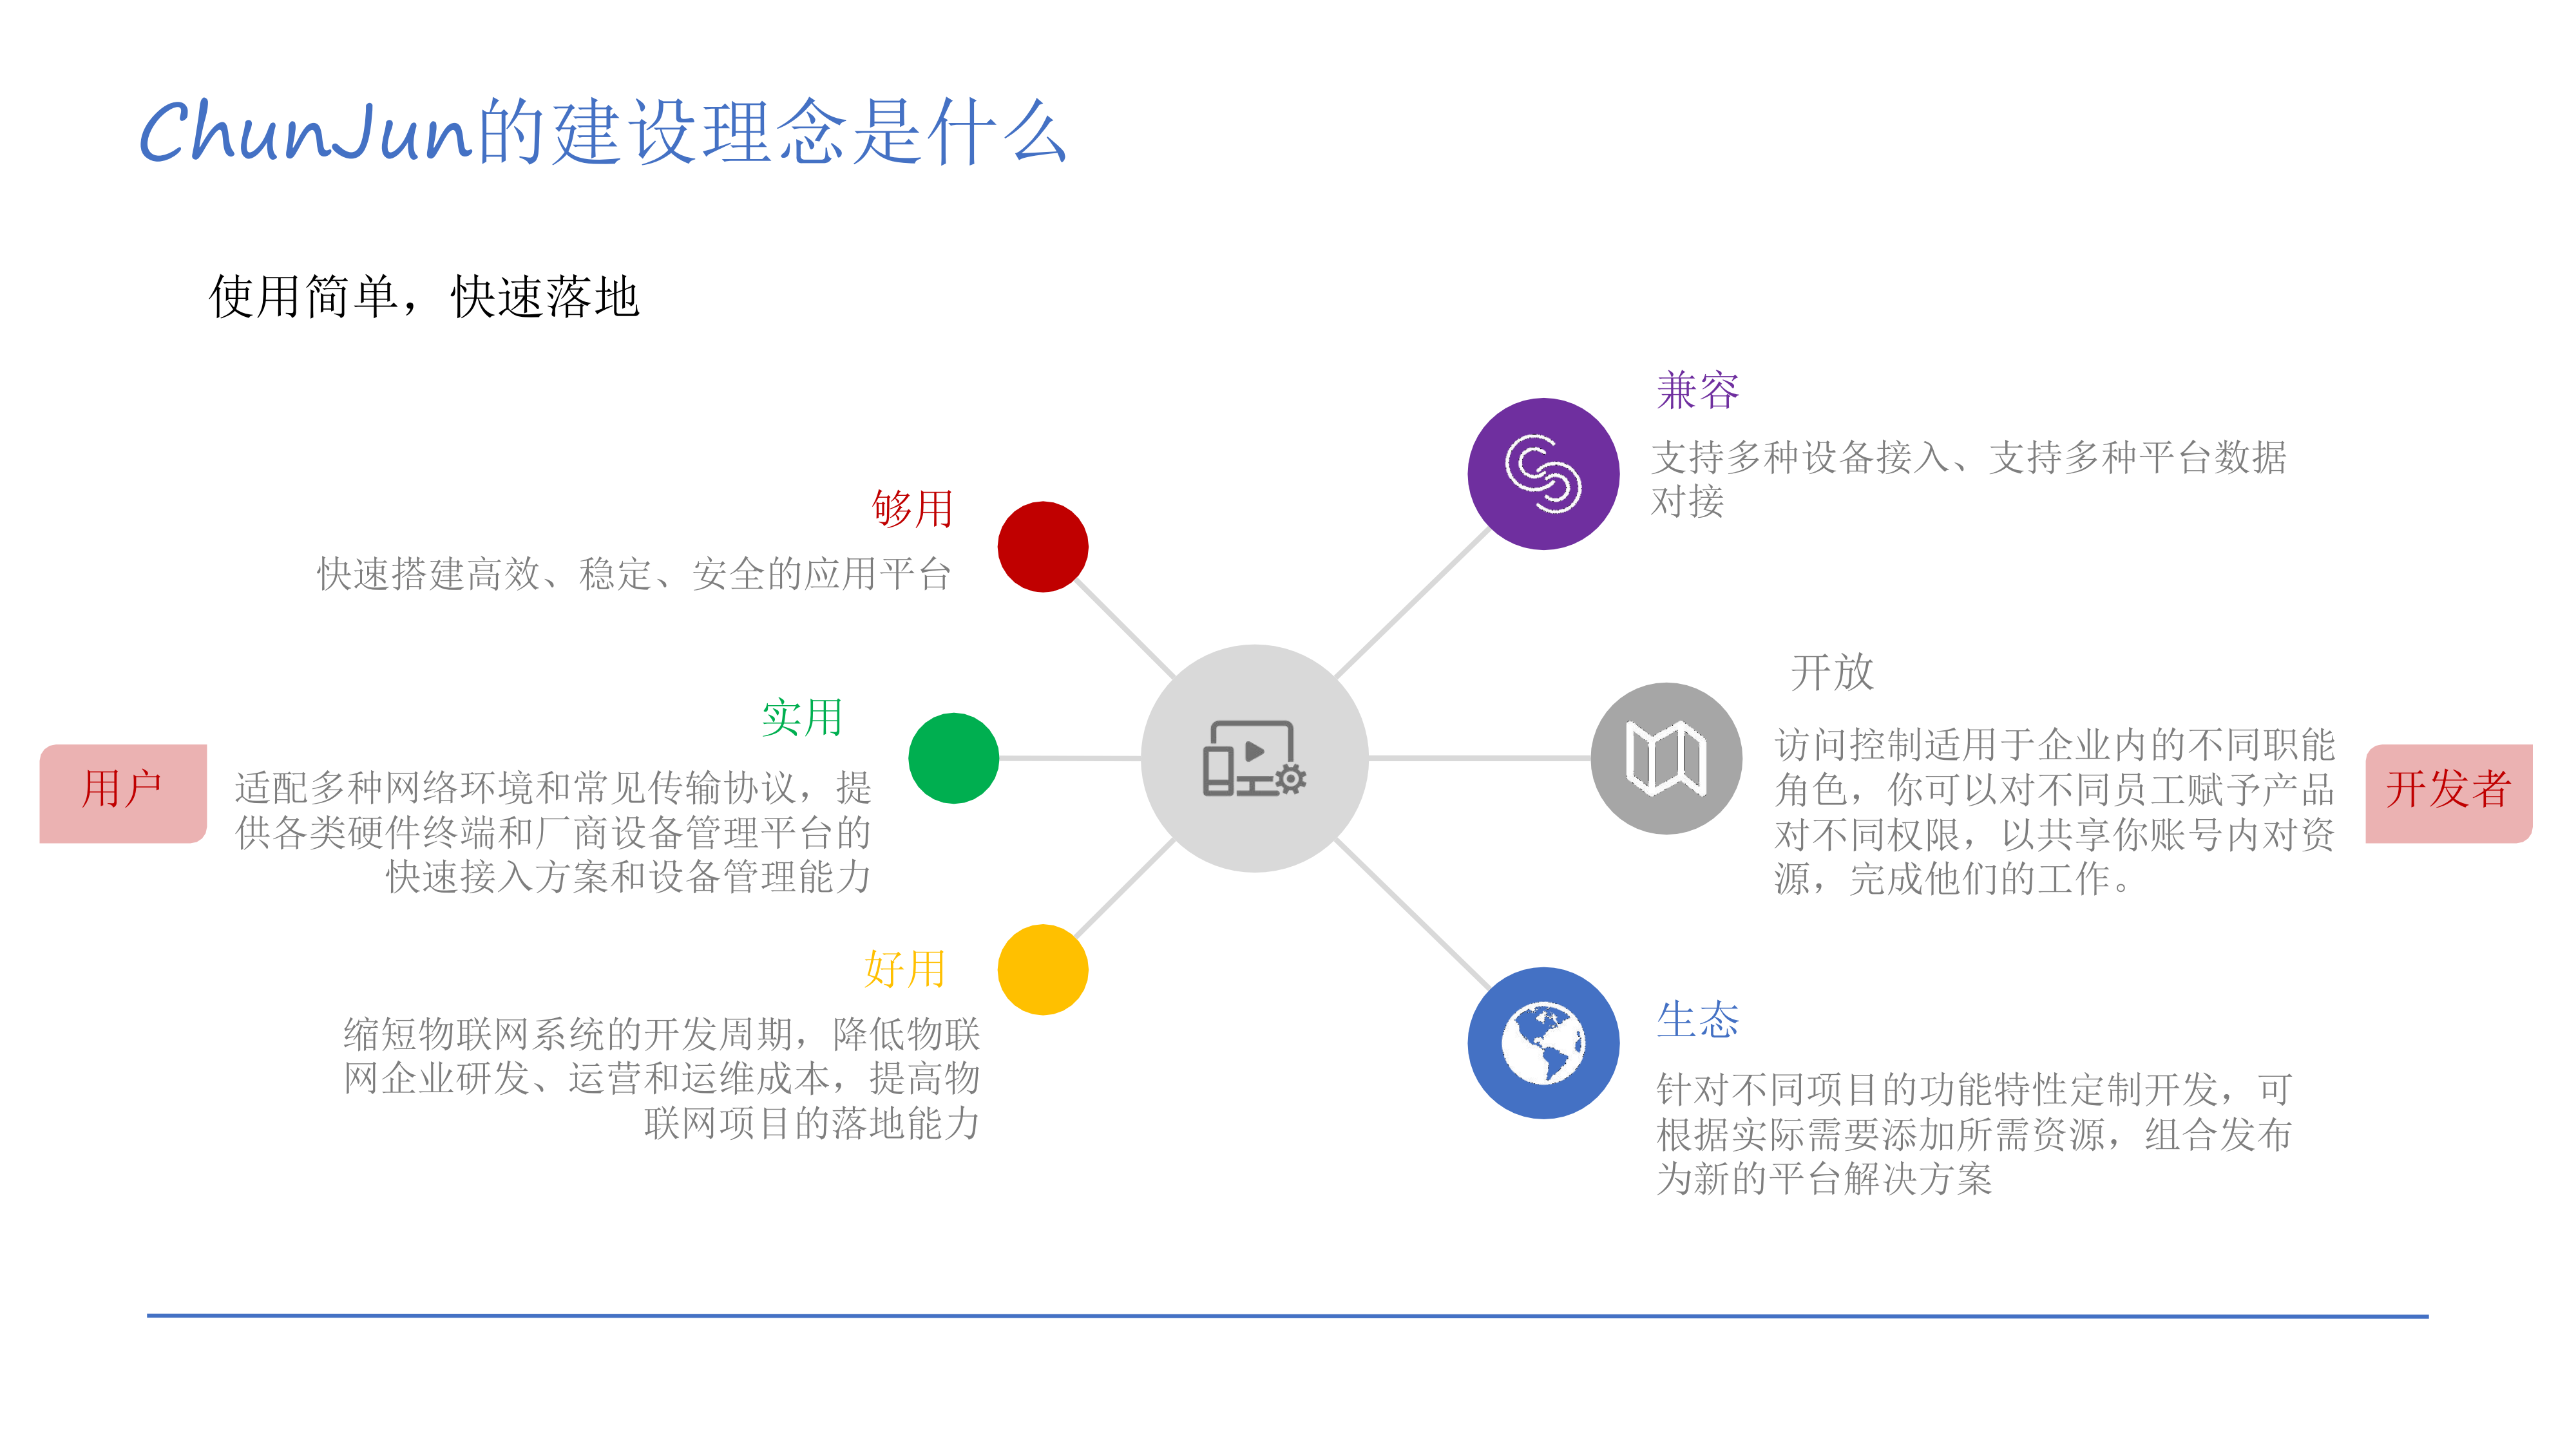 ChunJun的建设理念是什么
使用简单，快速落地
够用
快速搭建高效、稳定、安全的应用平台
实用
用户
适配多种网络环境和常见传输协议，提
供各类硬件终端和厂商设备管理平台的
快速接入方案和设备管理能力
好用
缩短物联网系统的开发周期，降低物联
网企业研发、运营和运维成本，提高物
联网项目的落地能力
兼容
支持多种设备接入、支持多种平台数据
对接
开放
访问控制适用于企业内的不同职能
角色，你可以对不同员工赋予产品
对不同权限，以共享你账号内对资
源，完成他们的工作。
开发者
生态
针对不同项目的功能特性定制开发，可
根据实际需要添加所需资源，组合发布
为新的平台解决方案